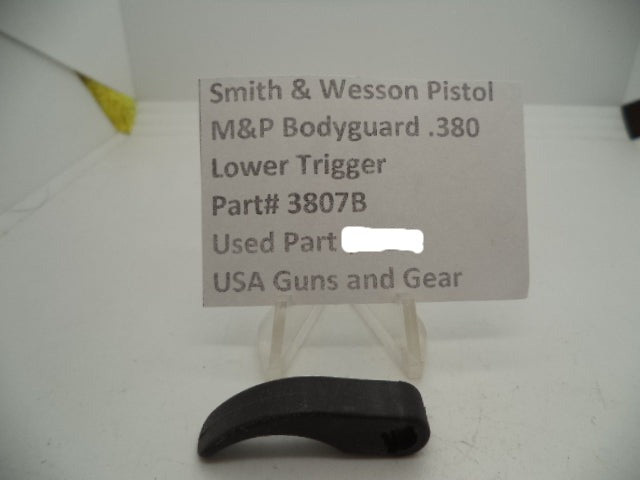 Smith & Wesson Pistol
M&P Bodyguard .380
Lower Trigger
Part# 3807B
Used Part
USA Guns and Gear